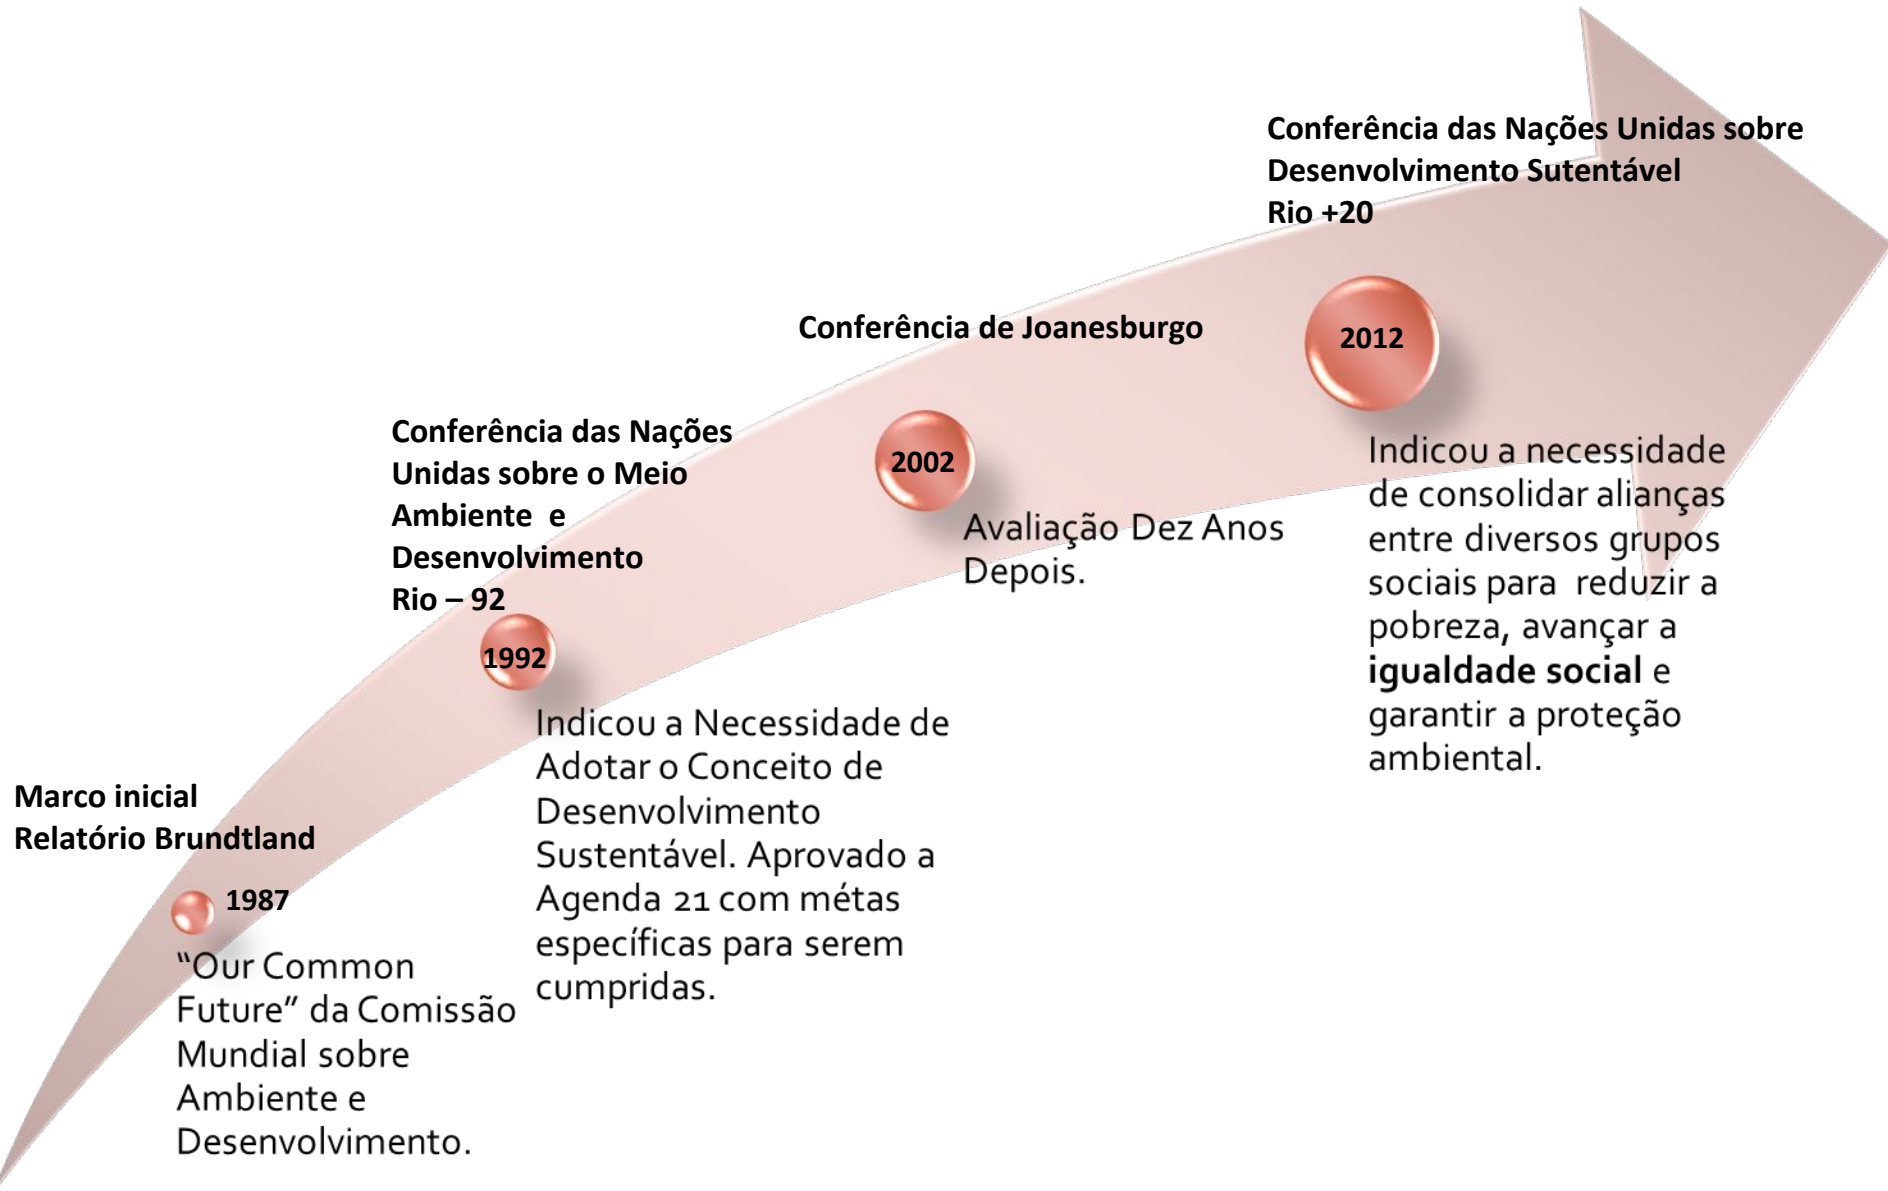 Marco inicial
Relatório Brundtland
1987
“Our Common
Future” da Comissão
Mundial sobre
Ambiente e
Desenvolvimento.
Conferência das Nações
Unidas sobre o Meio
Ambiente e
Desenvolvimento
Rio – 92
1992
Indicou a Necessidade de
Adotar o Conceito de
Desenvolvimento
Sustentável. Aprovado a
Agenda 21 com métas
específicas para serem
cumpridas.
Conferência de Joanesburgo
2002
Avaliação Dez Anos
Depois.
Conferência das Nações Unidas sobre
Desenvolvimento Sutentável
Rio +20
2012
Indicou a necessidade
de consolidar alianças
entre diversos grupos
sociais para reduzir a
pobreza, avançar a
igualdade social e
garantir a proteção
ambiental.